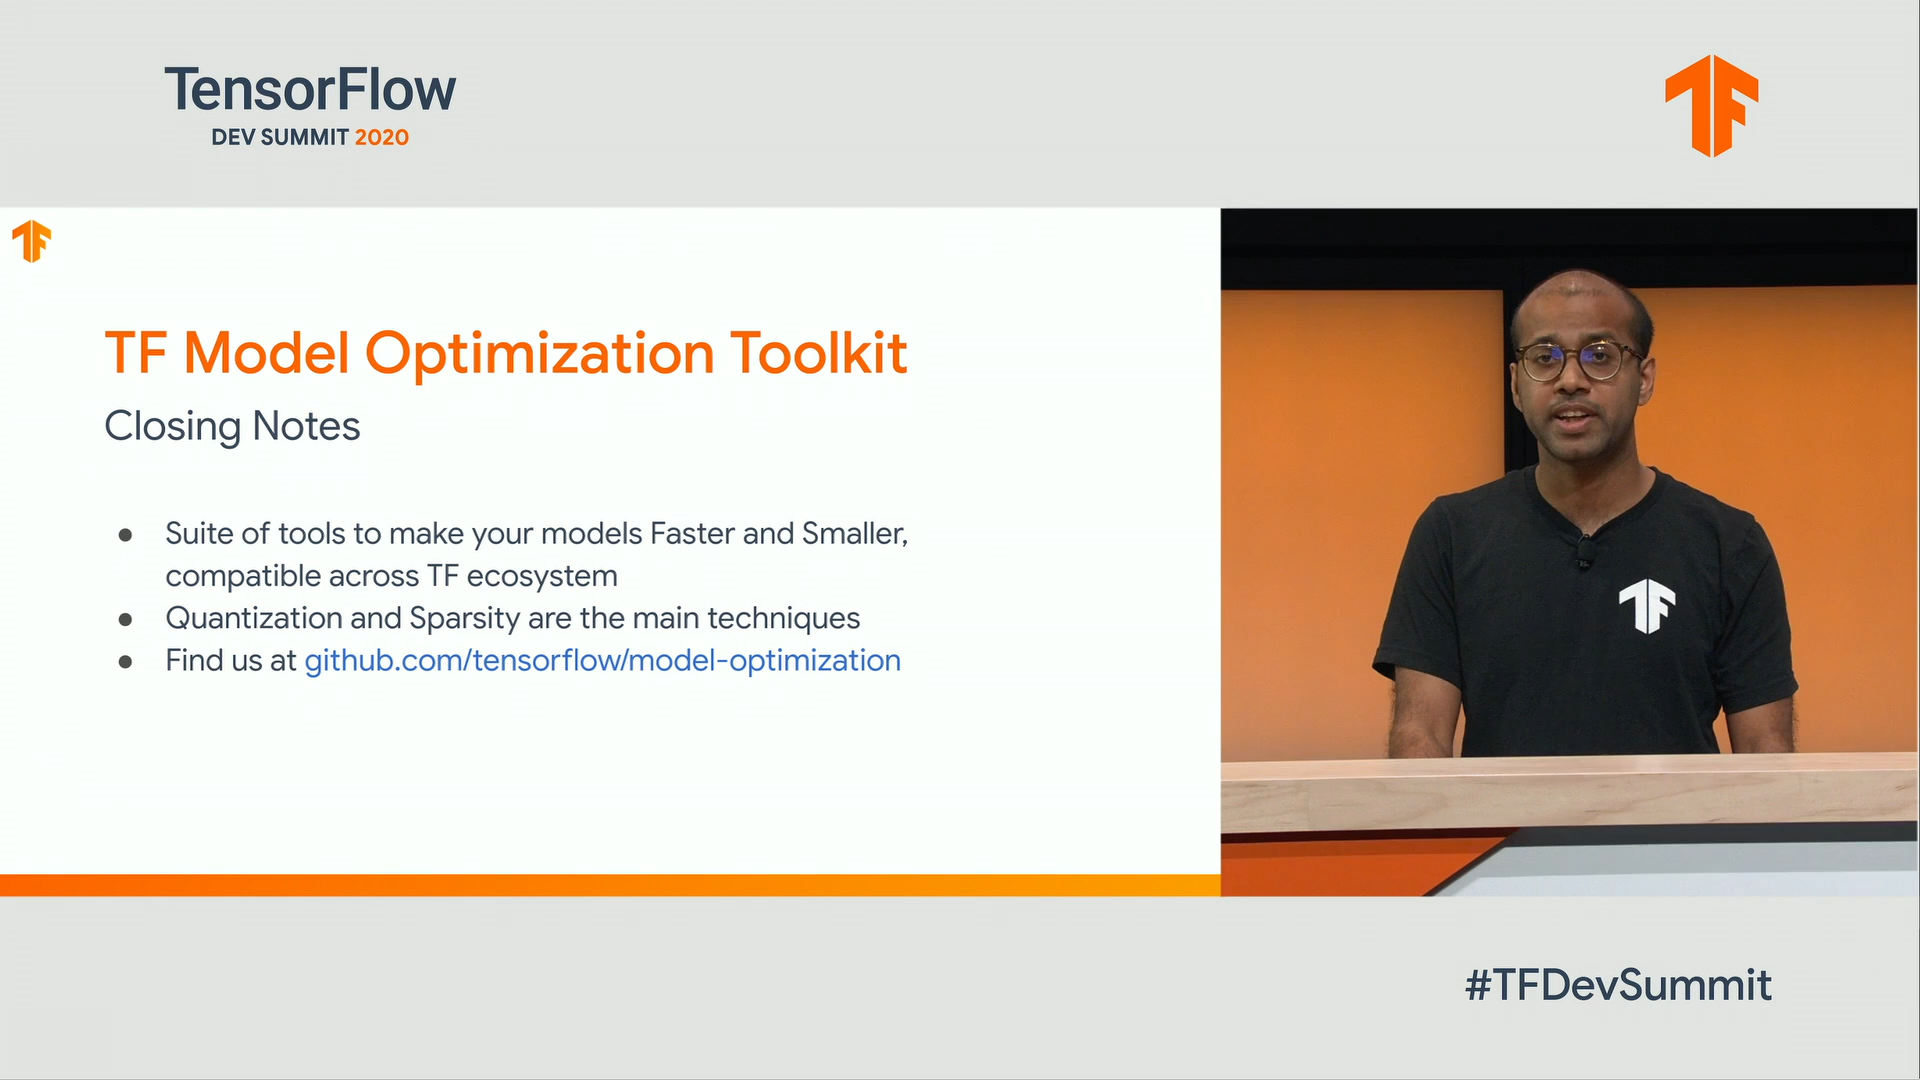 TensorFlow
DEV SUMMIT 2020
TF Model Optimization Toolkit
Closing Notes
● Suite of tools to make your models Faster and Smaller,
compatible across TF ecosystem
● Quantization and Sparsity are the main techniques
● Find us at github.com/tensorflow/model-optimization
#TFDevSummit